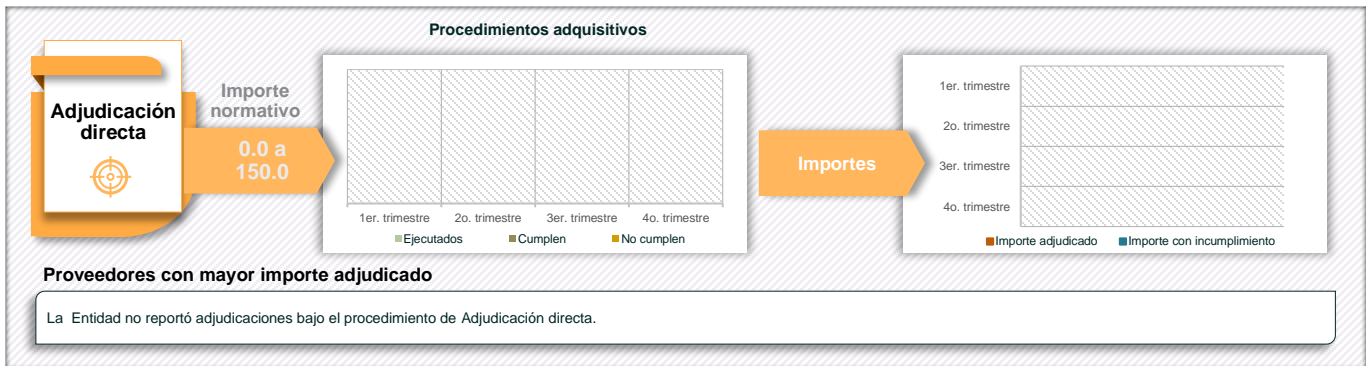 Procedimientos adquisitivos
Adjudicación
directa
Importe
normativo
0.0 a
150.0
1er. trimestre 2o. trimestre 3er. trimestre 4o. trimestre
Ejecutados Cumplen No cumplen
Importes
1er. trimestre
2o. trimestre
3er. trimestre
4o. trimestre
Importe adjudicado Importe con incumplimiento
Proveedores con mayor importe adjudicado
La Entidad no reportó adjudicaciones bajo el procedimiento de Adjudicación directa.